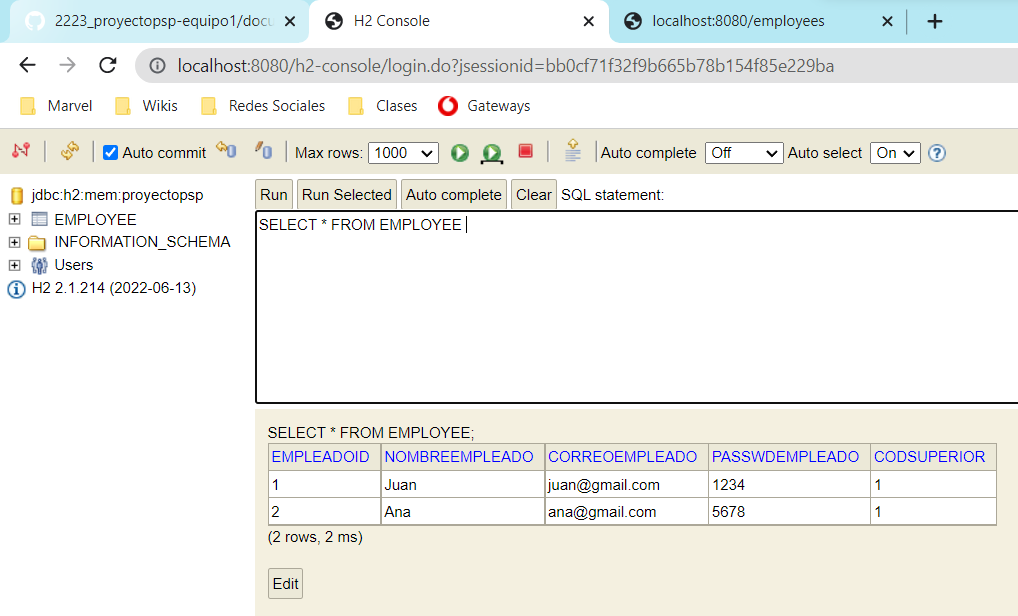 2223_proyectopsp-equipo1/docu
H2 Console
localhost:8080/employees
localhost:8080/h2-console/login.do?jsessionid=bb0cf71f32f9b665b78b154f85e229ba
Marvel Wikis Redes Sociales Clases Gateways
Auto commit Max rows: 1000 Auto complete Off Auto select On
jdbc:h2:mem:proyectopsp
EMPLOYEE
INFORMATION_SCHEMA
Users
H2 2.1.214 (2022-06-13)
Run Run Selected Auto complete Clear SQL statement:
SELECT * FROM EMPLOYEE
SELECT * FROM EMPLOYEE;
EMPLEADOID NOMBREEMPLEADO CORREOEMPLEADO PASSWDEMPLEADO CODSUPERIOR
1 Juan juan@gmail.com 1234 1
2 Ana ana@gmail.com 5678 1
(2 rows, 2 ms)
Edit